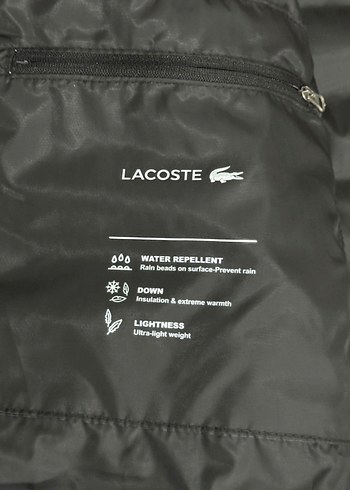 LACOSTE
WATER REPELLENT
Rain beads on surface-Prevent rain
DOWN
Insulation & extreme warmth
LIGHTNESS
Ultra-light weight